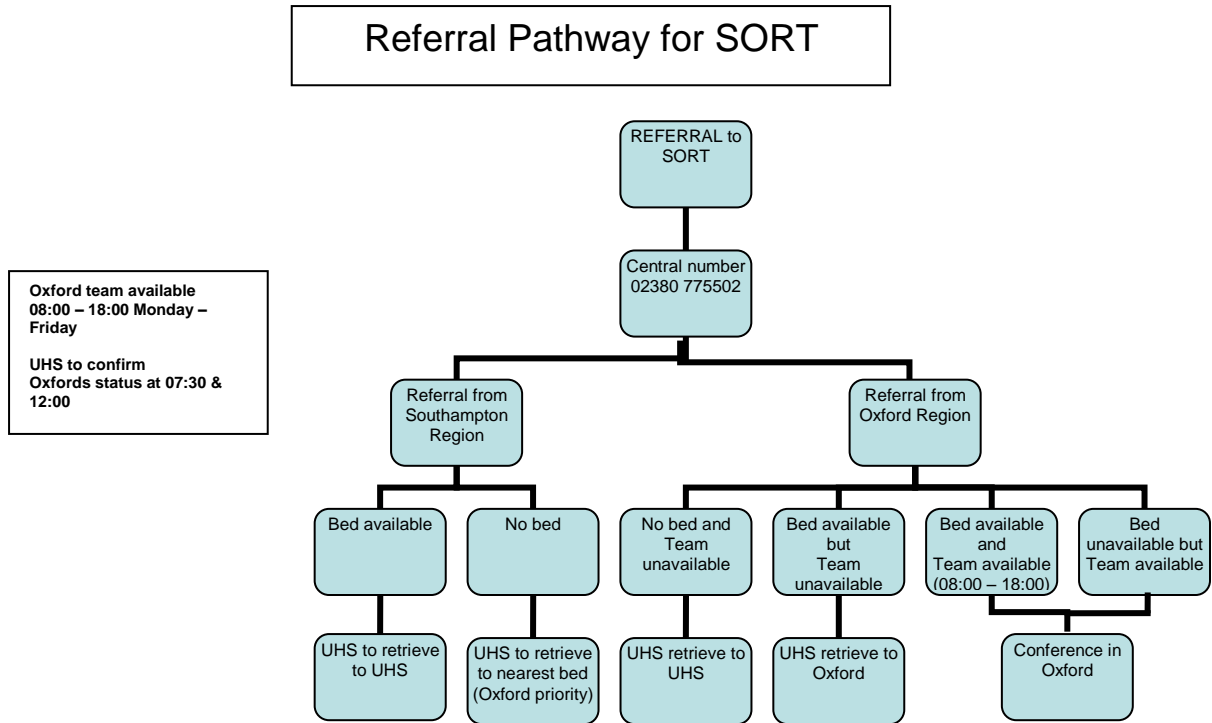 Referral Pathway for SORT
REFERRAL to
SORT
Central number
02380 775502
Oxford team available
08:00 – 18:00 Monday –
Friday
UHS to confirm
Oxfords status at 07:30 &
12:00
Referral from
Southampton
Region
Referral from
Oxford Region
Bed available
No bed
No bed and
Team
unavailable
Bed available
but
Team
unavailable
Bed available
and
Team available
(08:00 – 18:00)
Bed
unavailable but
Team available
UHS to retrieve
to UHS
UHS to retrieve
to nearest bed
(Oxford priority)
UHS retrieve to
UHS
UHS retrieve to
Oxford
Conference in
Oxford